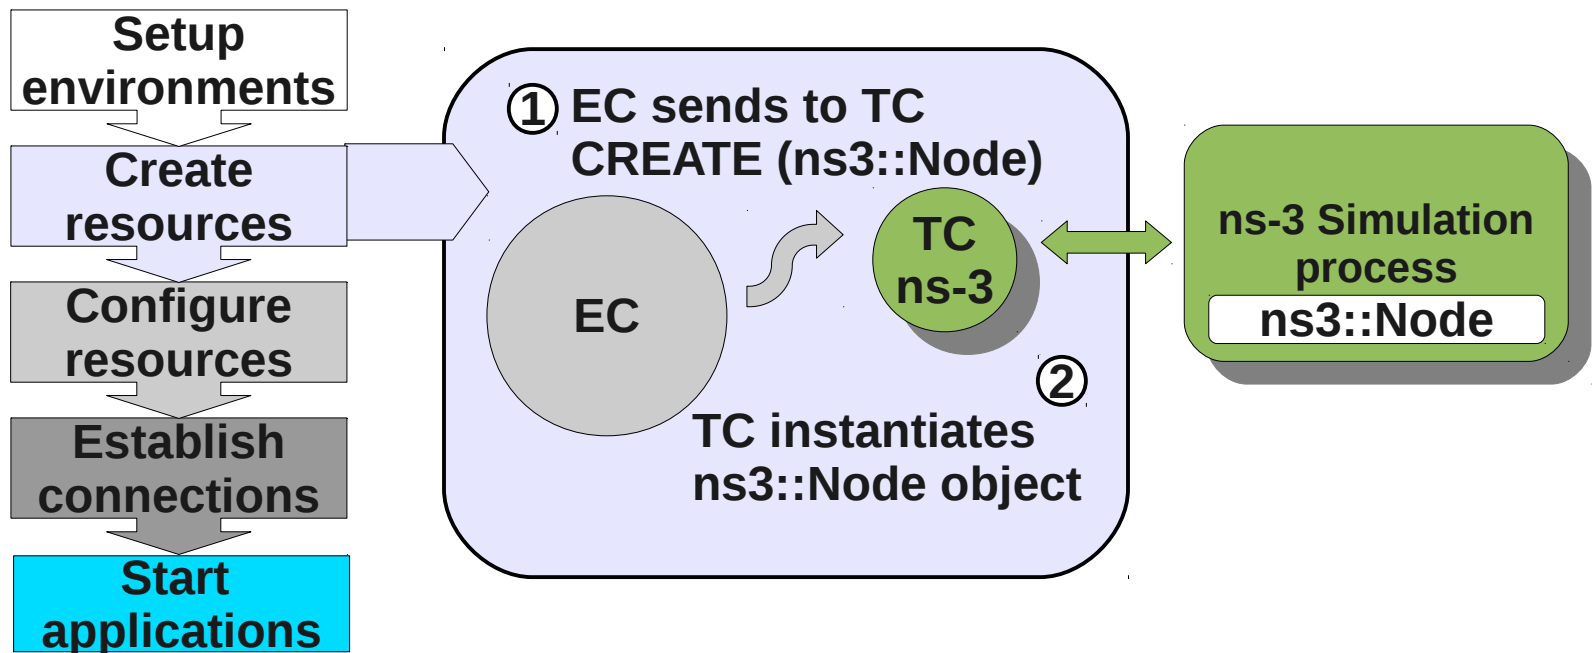 Setup
environments
Create
resources
Configure
resources
Establish
connections
Start
applications
1
EC sends to TC
CREATE (ns3::Node)
EC
TC
ns-3
2
TC instantiates
ns3::Node object
ns-3 Simulation
process
ns3::Node